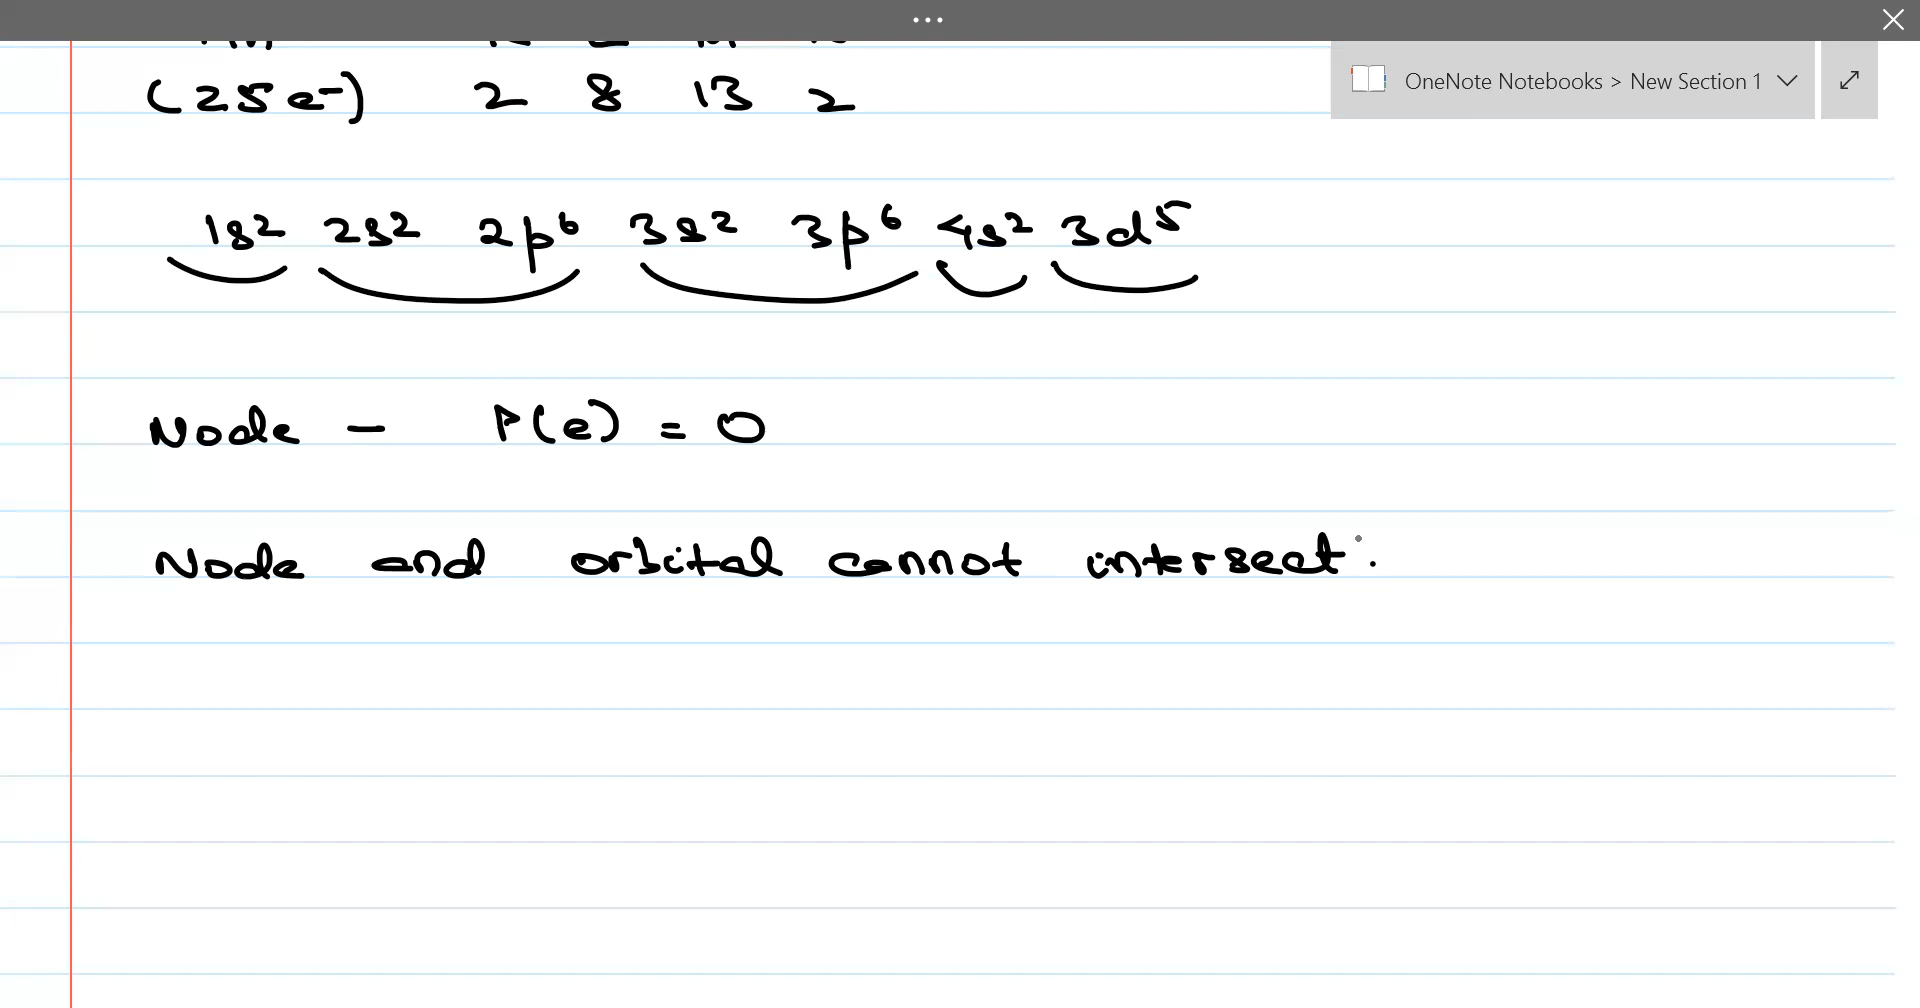 OneNote Notebooks > New Section 1
(25e⁻) 2 8 13 2
1s² 2s² 2p⁶ 3s² 3p⁶ 4s² 3d⁵
Node - P(e) = 0
Node and orbital cannot intersect.